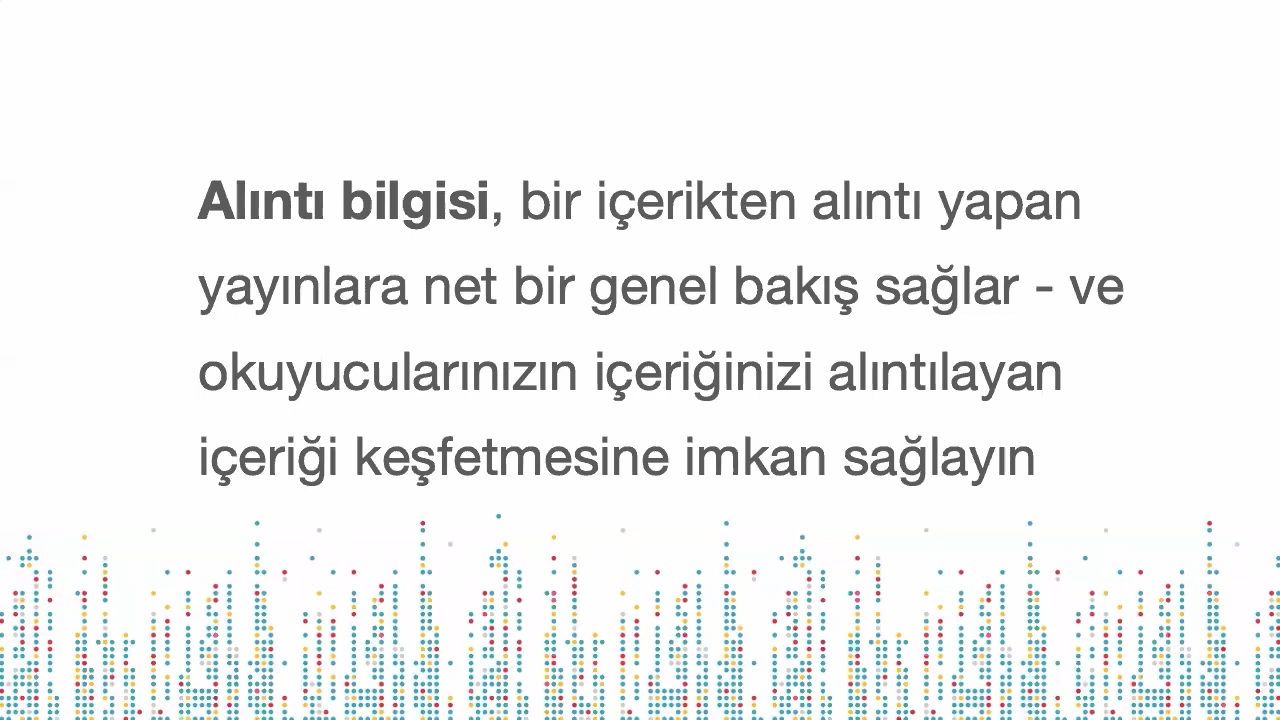 Alıntı bilgisi, bir içerikten alıntı yapan
yayınlara net bir genel bakış sağlar - ve
okuyucularınızın içeriğinizi alıntılayan
içeriği keşfetmesine imkan sağlayın